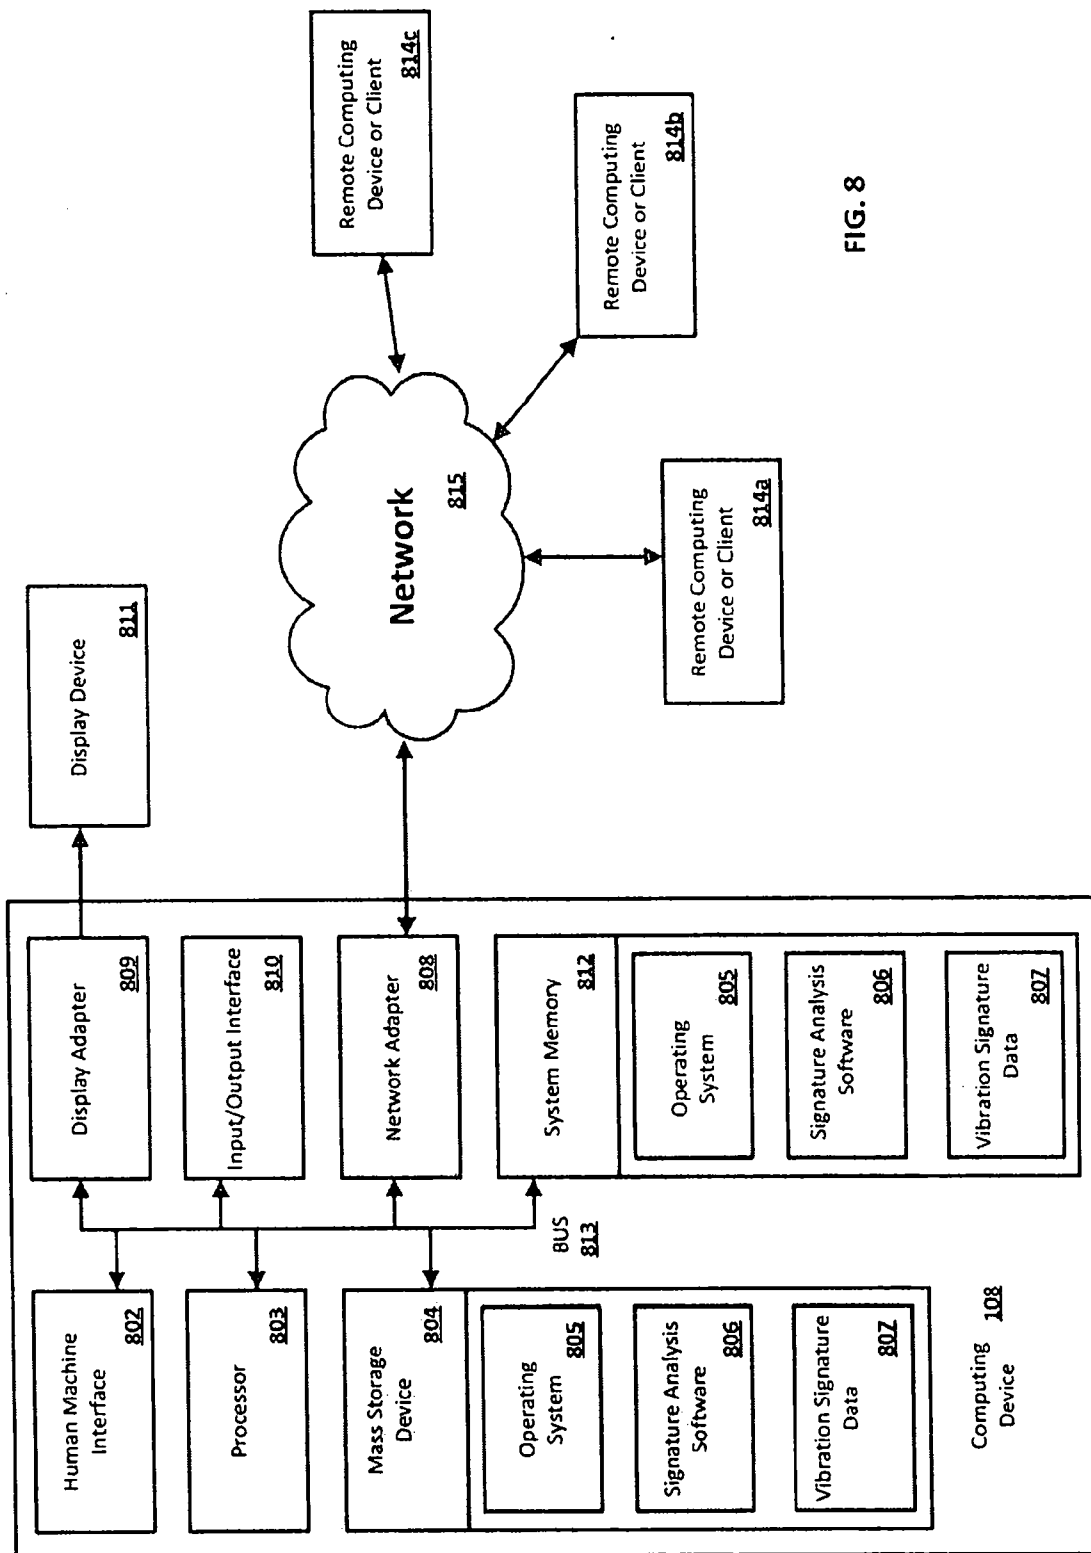 Human Machine
Interface
802
Processor
803
Mass Storage
Device
804
Operating
System
805
Signature Analysis
Software
806
Vibration Signature
Data
807
Computing
Device
108
BUS
813
Display Adapter
809
Input/Output Interface
810
Network Adapter
808
System Memory
812
Operating
System
805
Signature Analysis
Software
806
Vibration Signature
Data
807
Display Device
811
Network
815
Remote Computing
Device or Client
814a
Remote Computing
Device or Client
814b
Remote Computing
Device or Client
814c
FIG. 8